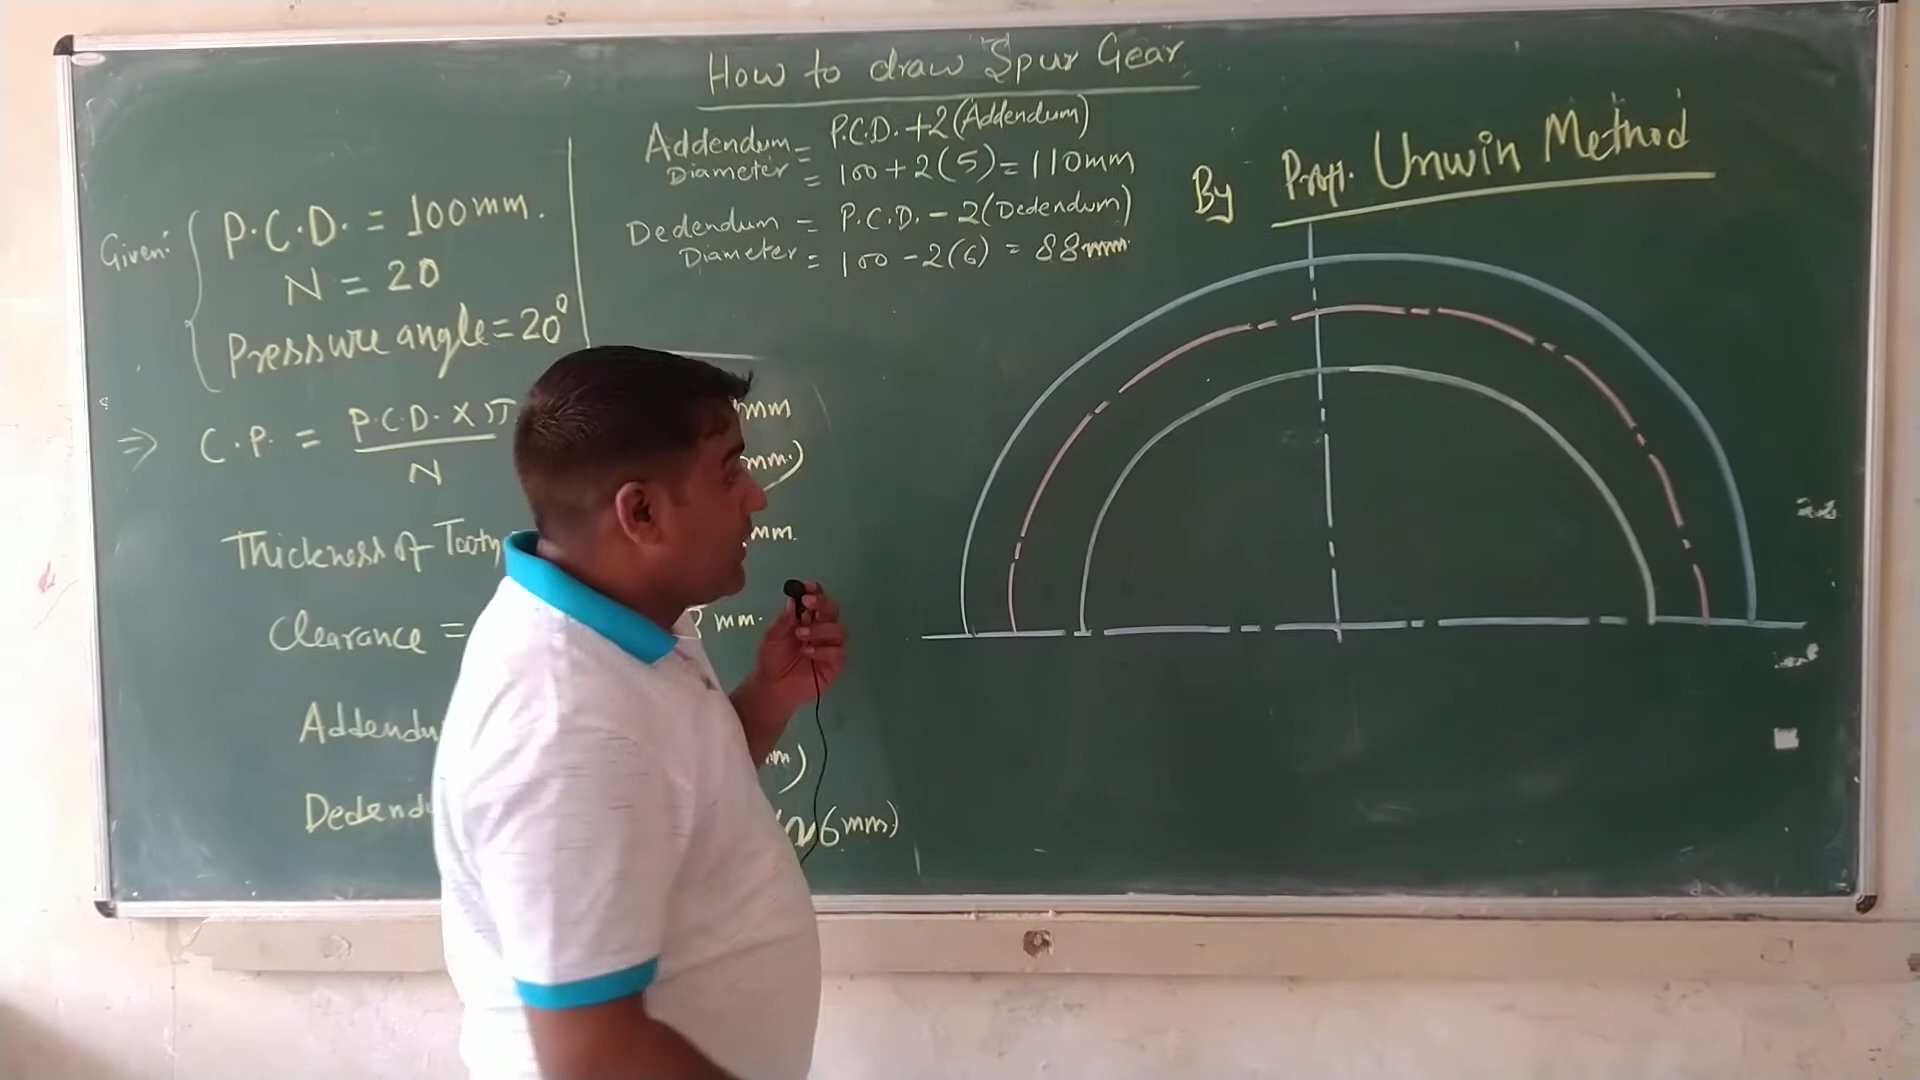 How to draw Spur Gear
Addendum Diameter = P.C.D. + 2 (Addendum)
= 100 + 2 (5) = 110mm
Dedendum Diameter = P.C.D. - 2 (Dedendum)
= 100 - 2 (6) = 88mm
By Prof. Unwin Method
Given:
P.C.D. = 100mm.
N = 20
Pressure angle = 20°
⇒ C.P. = P.C.D. × π / N
mm
mm.)
Thickness of Tooth
mm.
Clearance =
mm.
Addendu
mm)
Dedendu
(~6mm)